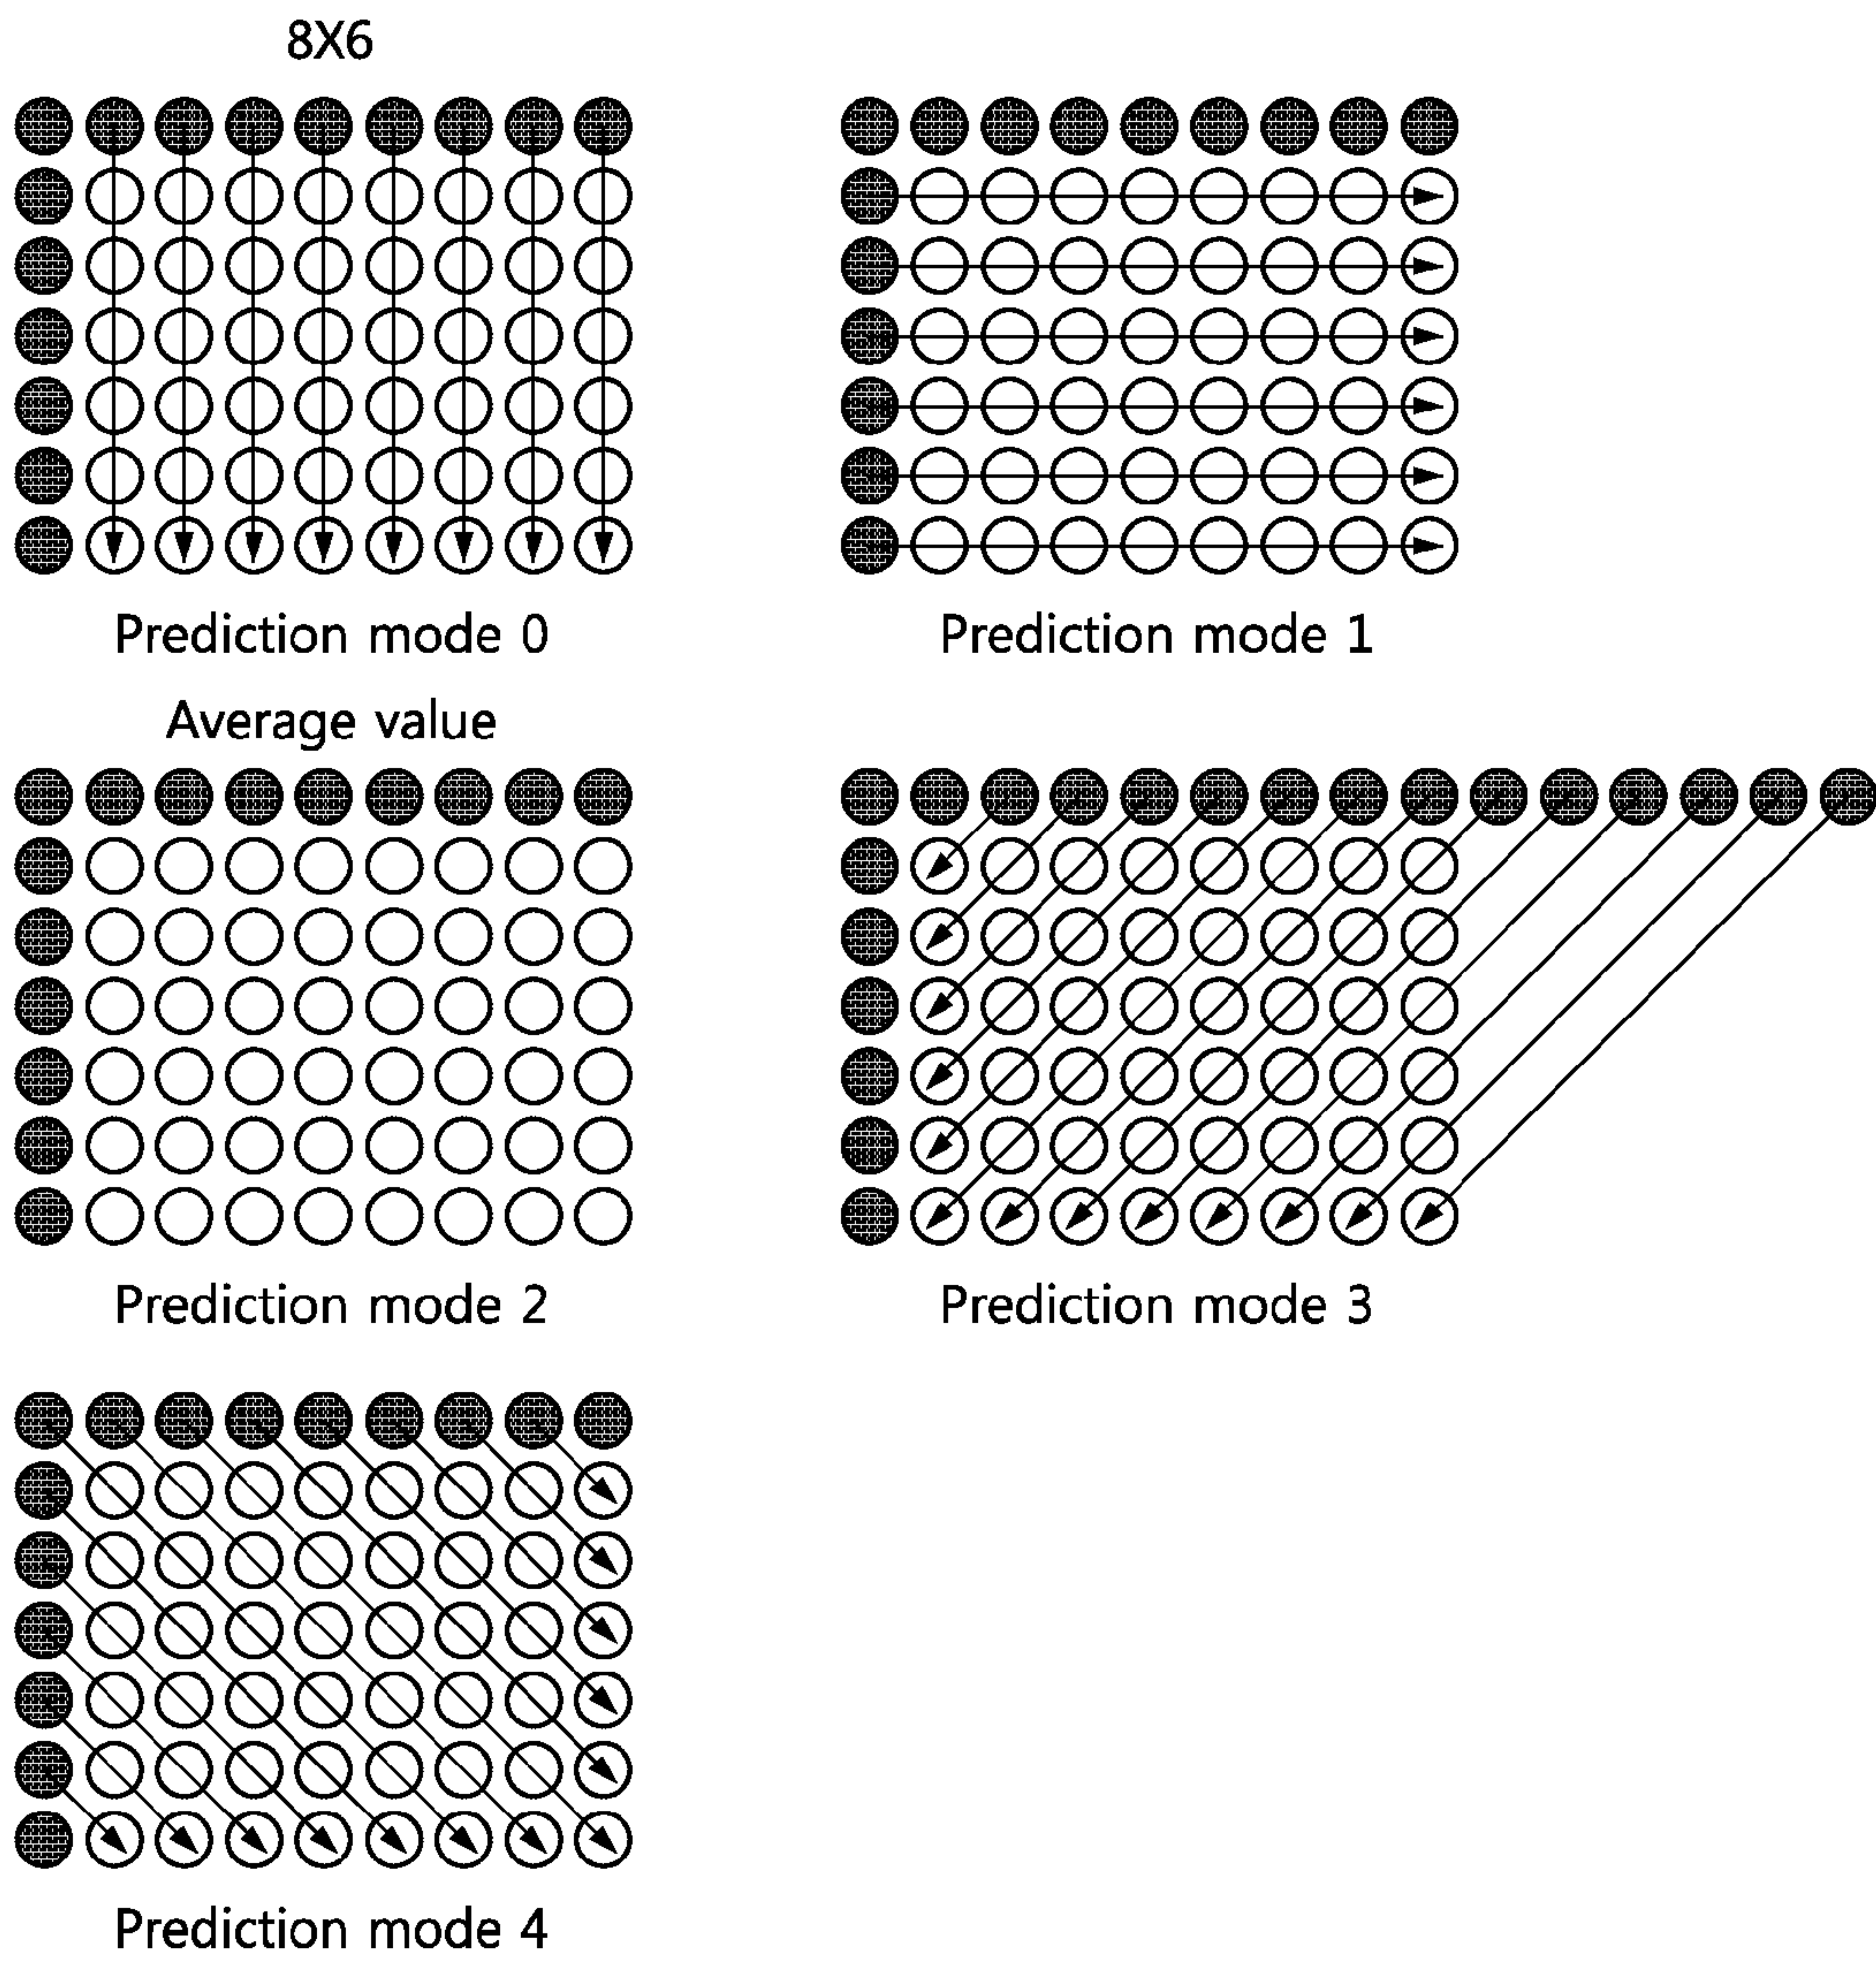 8X6
Prediction mode 0
Prediction mode 1
Average value
Prediction mode 2
Prediction mode 3
Prediction mode 4